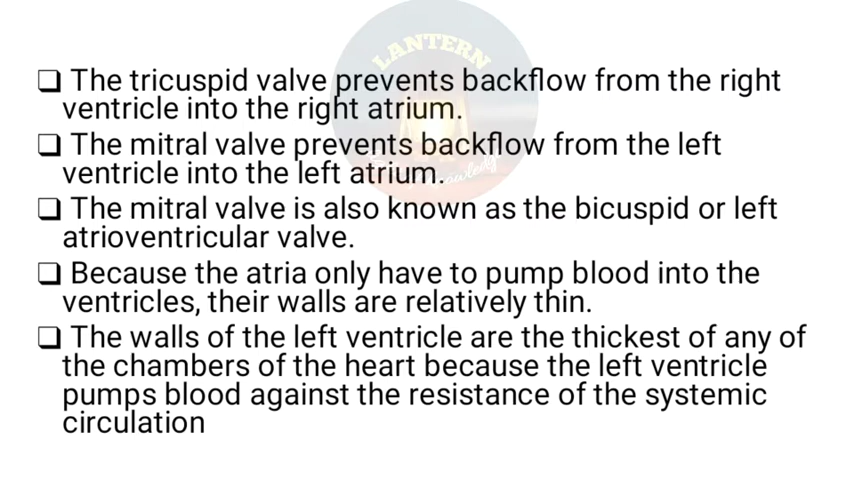 LANTERN
❑ The tricuspid valve prevents backflow from the right
ventricle into the right atrium.
❑ The mitral valve prevents backflow from the left
ventricle into the left atrium.
❑ The mitral valve is also known as the bicuspid or left
atrioventricular valve.
❑ Because the atria only have to pump blood into the
ventricles, their walls are relatively thin.
❑ The walls of the left ventricle are the thickest of any of
the chambers of the heart because the left ventricle
pumps blood against the resistance of the systemic
circulation